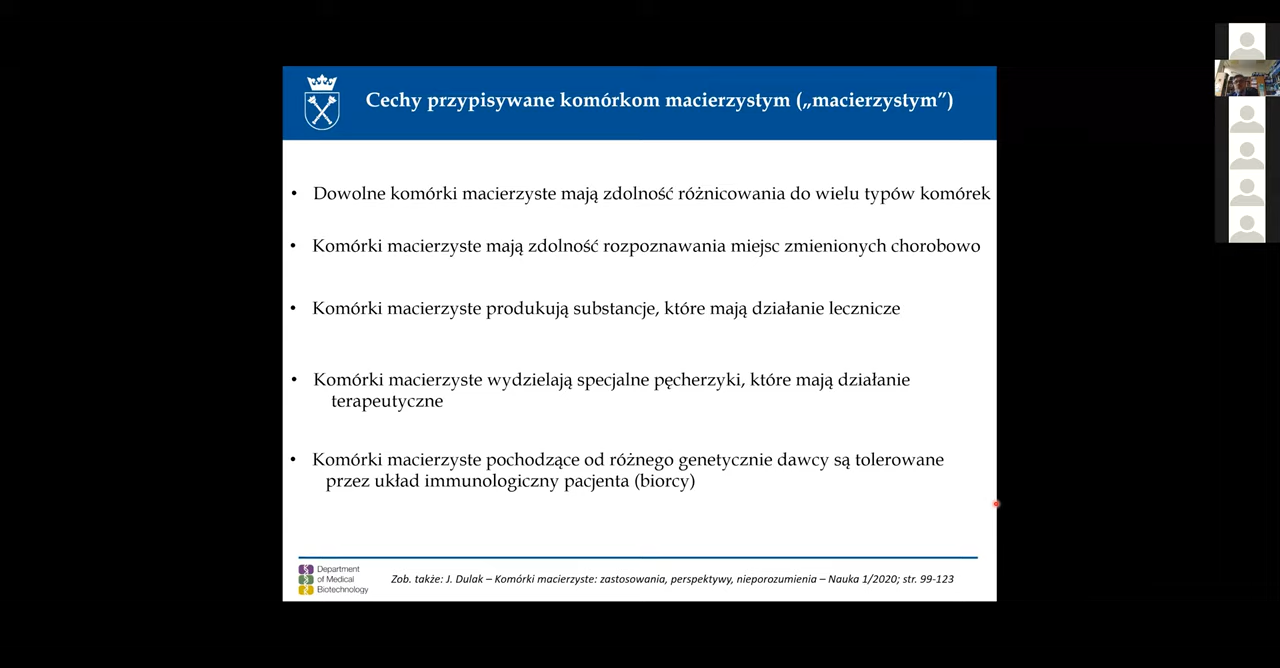 Cechy przypisywane komórkom macierzystym („macierzystym”)
• Dowolne komórki macierzyste mają zdolność różnicowania do wielu typów komórek
• Komórki macierzyste mają zdolność rozpoznawania miejsc zmienionych chorobowo
• Komórki macierzyste produkują substancje, które mają działanie lecznicze
• Komórki macierzyste wydzielają specjalne pęcherzyki, które mają działanie
terapeutyczne
• Komórki macierzyste pochodzące od różnego genetycznie dawcy są tolerowane
przez układ immunologiczny pacjenta (biorcy)
Department
of Medical
Biotechnology
Zob. także: J. Dulak – Komórki macierzyste: zastosowania, perspektywy, nieporozumienia – Nauka 1/2020; str. 99-123